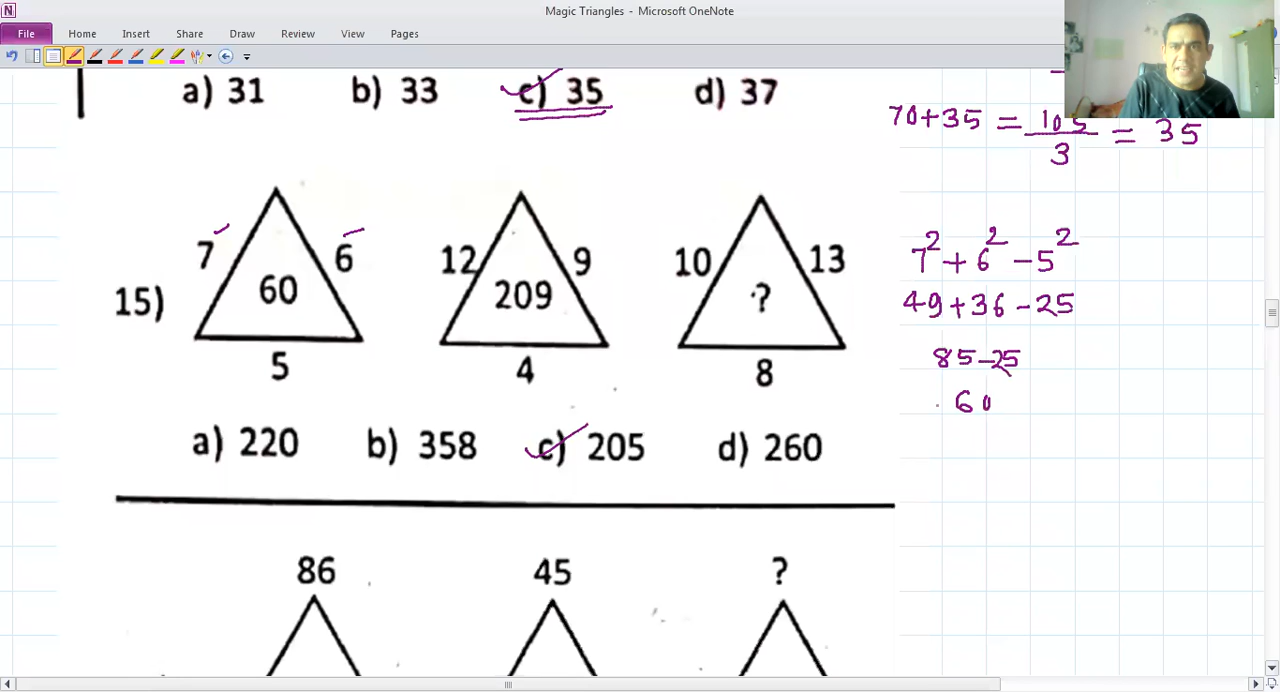 Magic Triangles - Microsoft OneNote
File Home Insert Share Draw Review View Pages
a) 31 b) 33 c) 35 d) 37
70+35 = 105/3 = 35
15)
7 6 60 5
12 9 209 4
10 13 ? 8
7² + 6² - 5²
49 + 36 - 25
85 - 25
60
a) 220 b) 358 c) 205 d) 260
86 45 ?